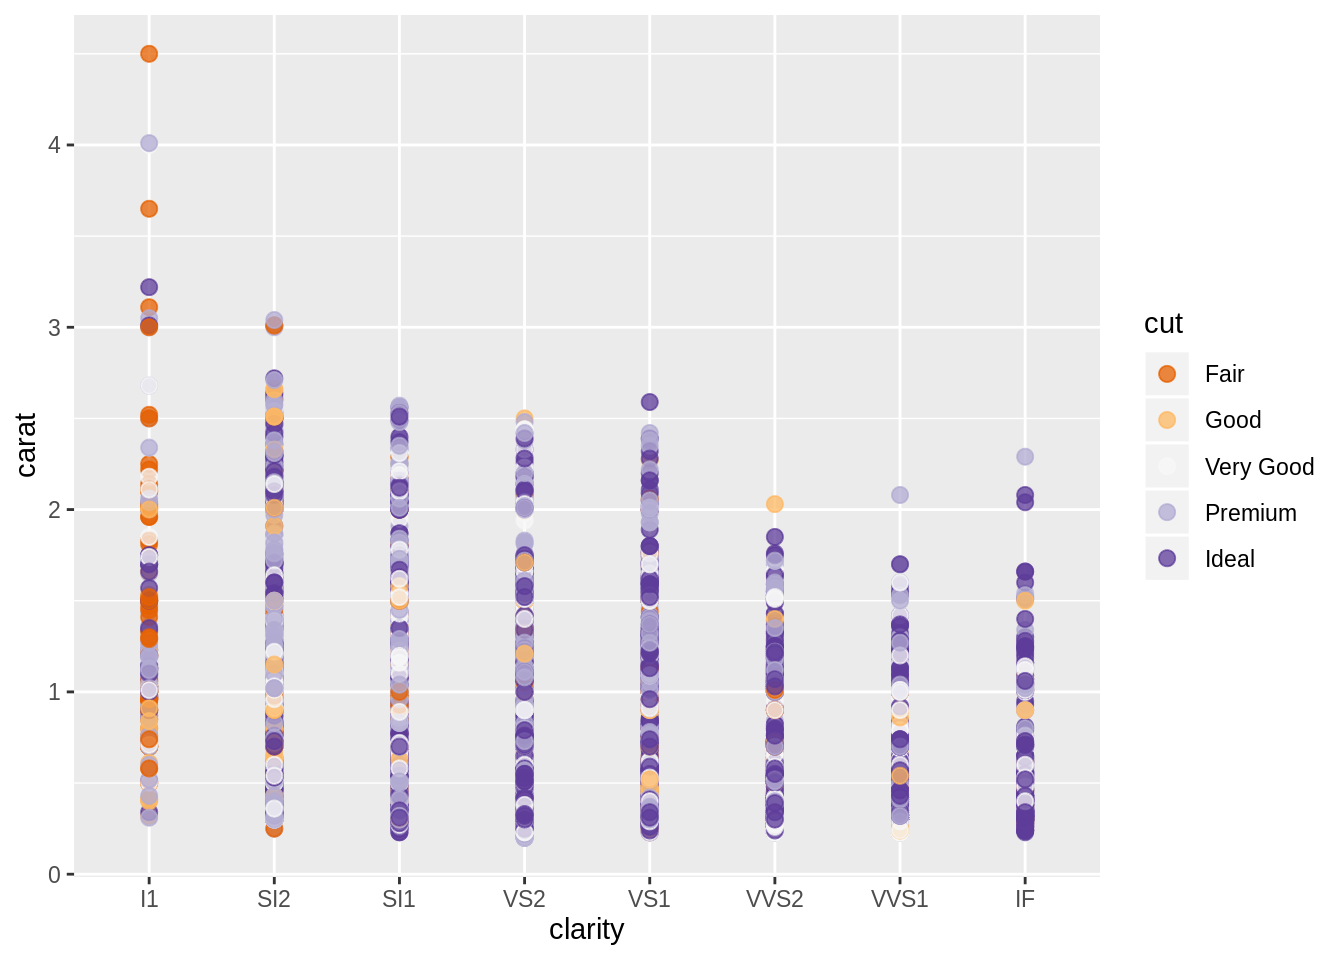 carat
4
3
2
1
0
I1 SI2 SI1 VS2 VS1 VVS2 VVS1 IF
clarity
cut
Fair
Good
Very Good
Premium
Ideal